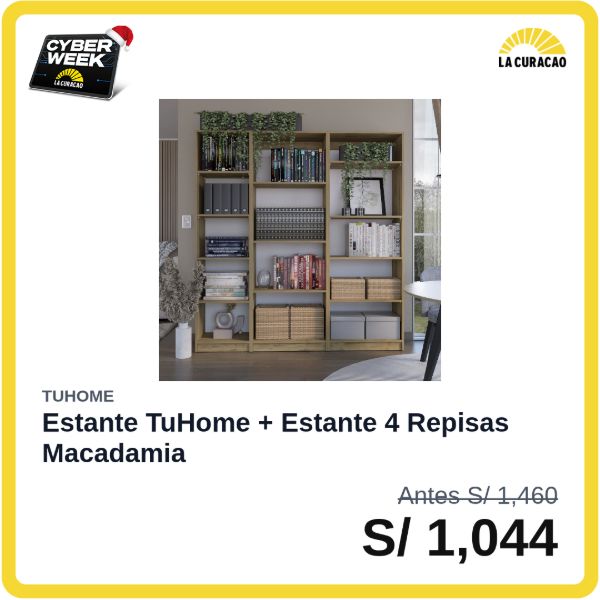 CYBER
WEEK
LA CURACAO
LA CURACAO
TUHOME
Estante TuHome + Estante 4 Repisas
Macadamia
Antes S/ 1,460
S/ 1,044